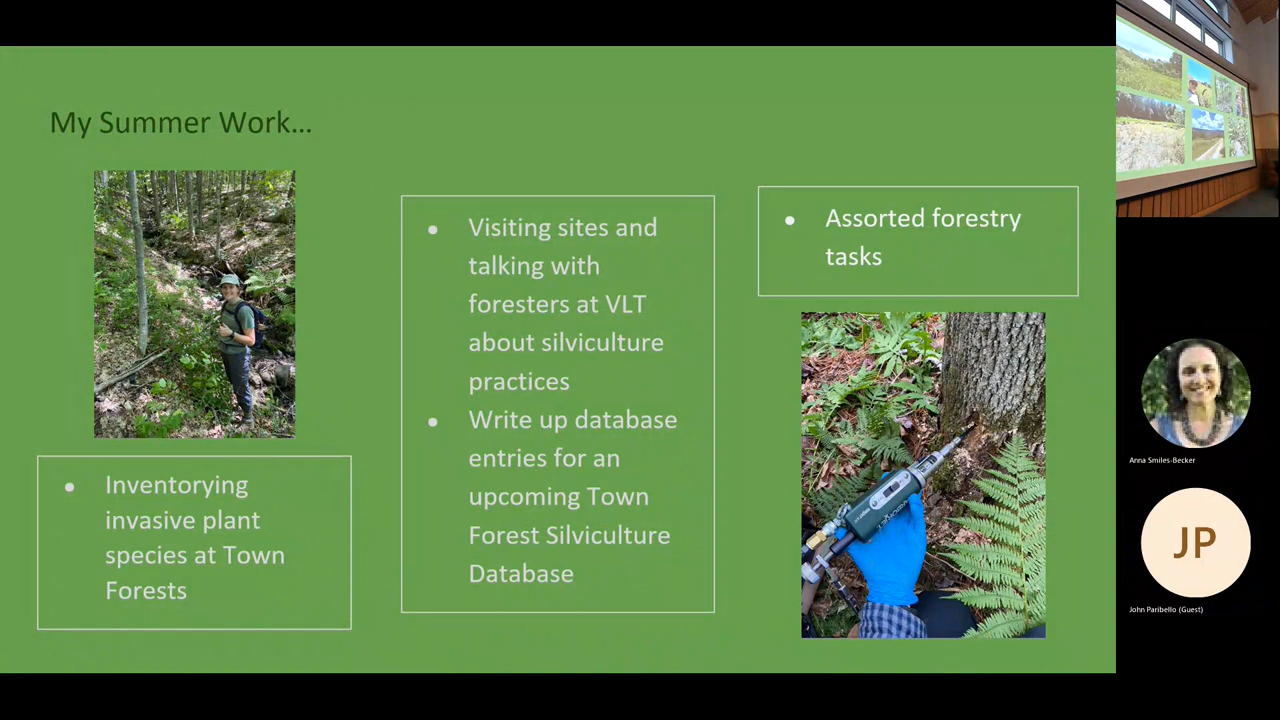 My Summer Work...
Inventorying
invasive plant
species at Town
Forests
Visiting sites and
talking with
foresters at VLT
about silviculture
practices
Write up database
entries for an
upcoming Town
Forest Silviculture
Database
Assorted forestry
tasks
Anna Smiles-Becker
JP
John Paribello (Guest)